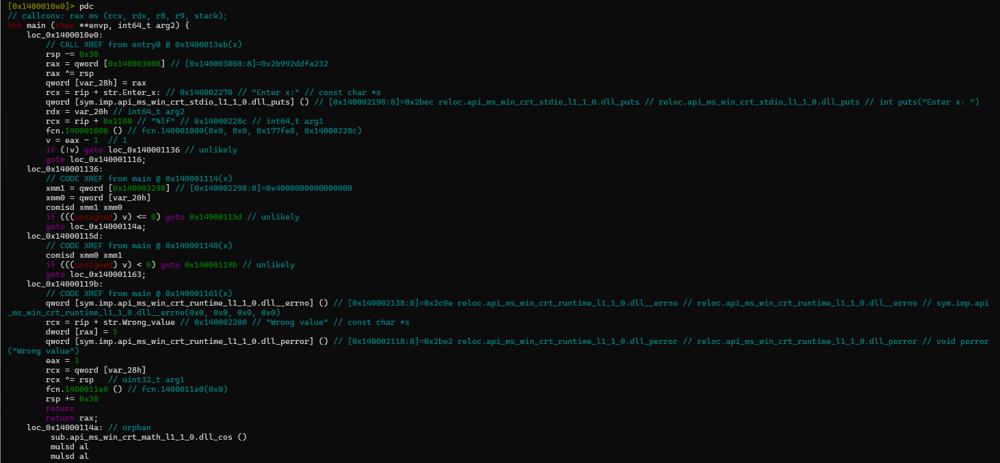 [0x1400010e0]> pdc
// callconv: rax ms (rcx, rdx, r8, r9, stack);
int main (char **envp, int64_t arg2) {
    loc_0x1400010e0:
        // CALL XREF from entry0 @ 0x1400013eb(x)
        rsp -= 0x38
        rax = qword [0x140003008] // [0x140003008:8]=0x2b992ddfa232
        rax ^= rsp
        qword [var_28h] = rax
        rcx = rip + str.Enter_x: // 0x140002270 // "Enter x:" // const char *s
        qword [sym.imp.api_ms_win_crt_stdio_l1_1_0.dll_puts] () // [0x140002198:8]=0x2bec reloc.api_ms_win_crt_stdio_l1_1_0.dll_puts // reloc.api_ms_win_crt_stdio_l1_1_0.dll_puts // int puts("Enter x: ")
        rdx = var_20h // int64_t arg2
        rcx = rip + 0x1180 // "%lf" // 0x14000228c // int64_t arg1
        fcn.140001080 () // fcn.140001080(0x0, 0x0, 0x177fe8, 0x14000228c)
        v = eax - 1  // 1
        if (!v) goto loc_0x140001136 // unlikely
        goto loc_0x140001116;
    loc_0x140001136:
        // CODE XREF from main @ 0x140001114(x)
        xmm1 = qword [0x140002298] // [0x140002298:8]=0x4000000000000000
        xmm0 = qword [var_20h]
        comisd xmm1 xmm0
        if (((unsigned) v) <= 0) goto 0x14000115d // unlikely
        goto loc_0x14000114a;
    loc_0x14000115d:
        // CODE XREF from main @ 0x140001148(x)
        comisd xmm0 xmm1
        if (((unsigned) v) < 0) goto 0x14000119b // unlikely
        goto loc_0x140001163;
    loc_0x14000119b:
        // CODE XREF from main @ 0x140001161(x)
        qword [sym.imp.api_ms_win_crt_runtime_l1_1_0.dll__errno] () // [0x140002138:8]=0x2c0e reloc.api_ms_win_crt_runtime_l1_1_0.dll__errno // reloc.api_ms_win_crt_runtime_l1_1_0.dll__errno // sym.imp.api
_ms_win_crt_runtime_l1_1_0.dll__errno(0x0, 0x0, 0x0, 0x0)
        rcx = rip + str.Wrong_value // 0x140002280 // "Wrong value" // const char *s
        dword [rax] = 5
        qword [sym.imp.api_ms_win_crt_runtime_l1_1_0.dll_perror] () // [0x140002118:8]=0x2be2 reloc.api_ms_win_crt_runtime_l1_1_0.dll_perror // reloc.api_ms_win_crt_runtime_l1_1_0.dll_perror // void perror
("Wrong value")
        eax = 1
        rcx = qword [var_28h]
        rcx ^= rsp   // uint32_t arg1
        fcn.1400011e0 () // fcn.1400011e0(0x0)
        rsp += 0x38
        return
        return rax;
    loc_0x14000114a: // orphan
         sub.api_ms_win_crt_math_l1_1_0.dll_cos ()
         mulsd al
         mulsd al